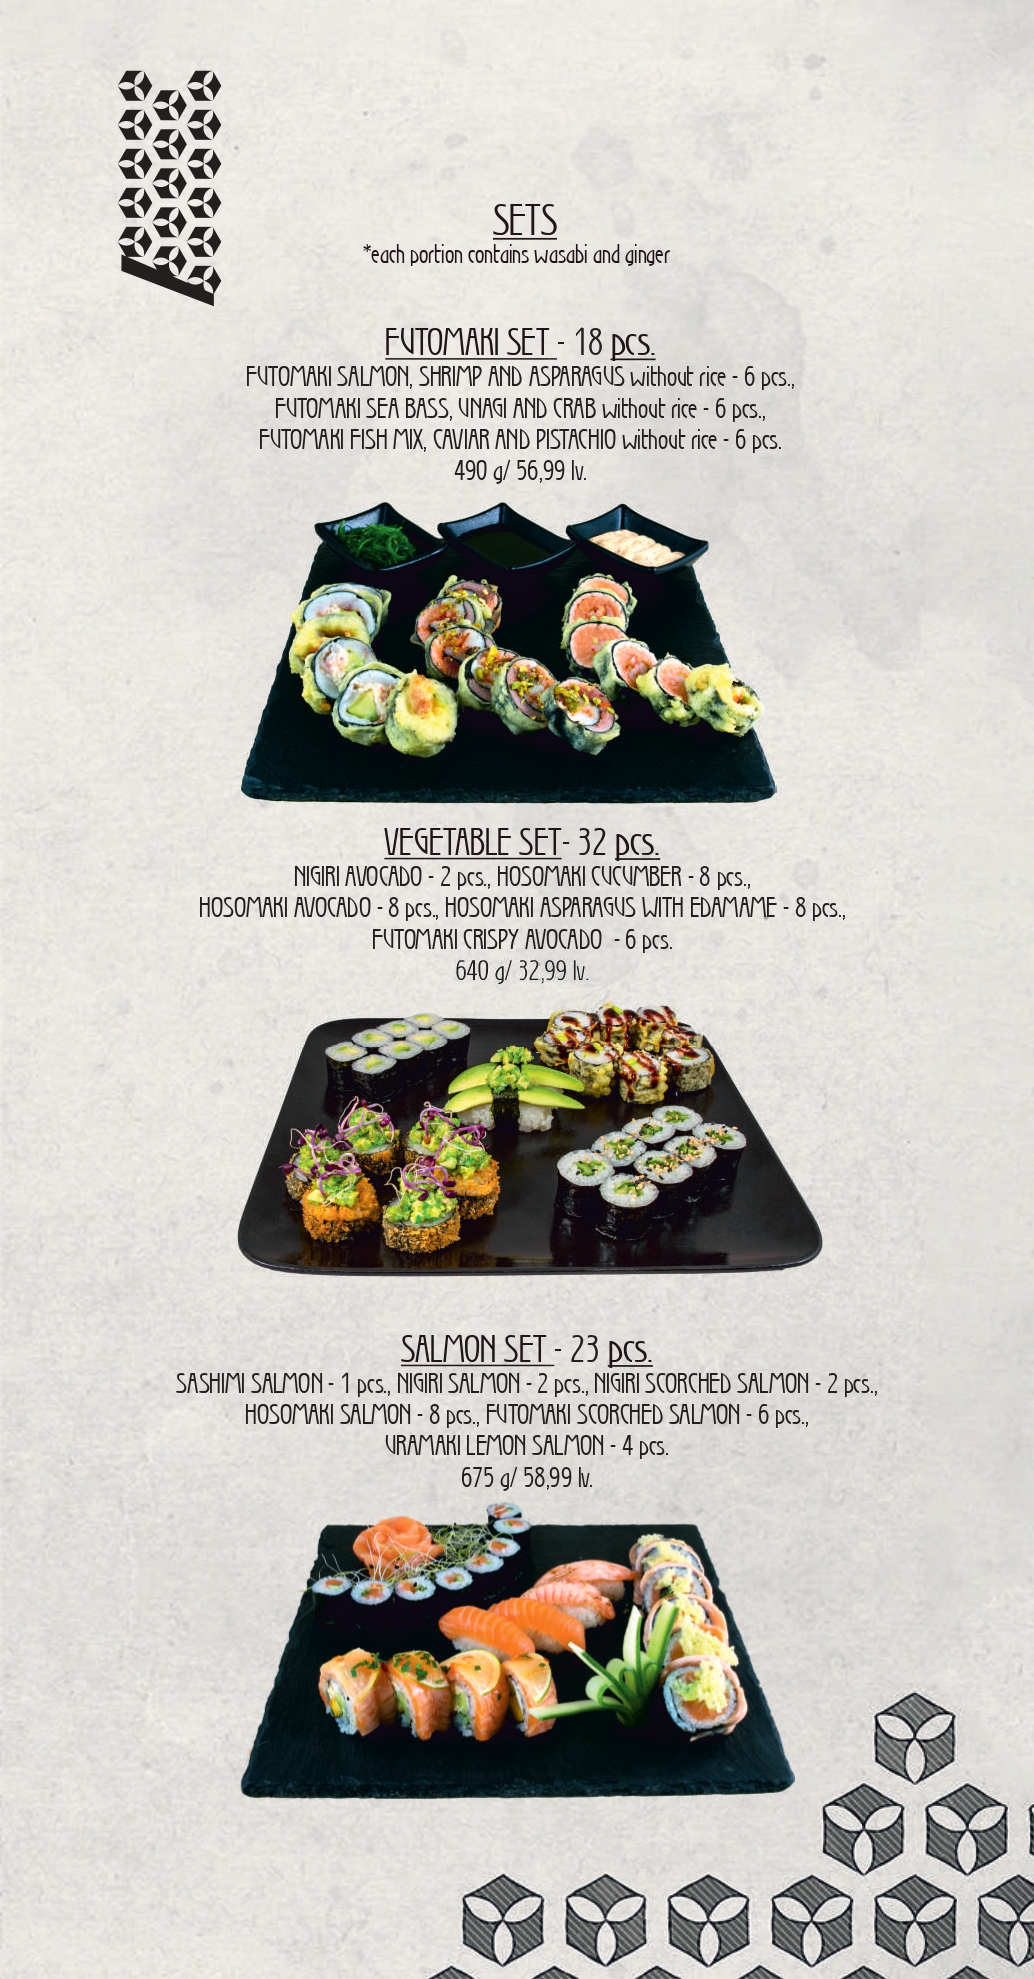 SETS
*each portion contains wasabi and ginger
FUTOMAKI SET - 18 pcs.
FUTOMAKI SALMON, SHRIMP AND ASPARAGUS without rice - 6 pcs.,
FUTOMAKI SEA BASS, UNAGI AND CRAB without rice - 6 pcs.,
FUTOMAKI FISH MIX, CAVIAR AND PISTACHIO without rice - 6 pcs.
490 g/ 56,99 lv.
VEGETABLE SET- 32 pcs.
NIGIRI AVOCADO - 2 pcs., HOSOMAKI CUCUMBER - 8 pcs.,
HOSOMAKI AVOCADO - 8 pcs., HOSOMAKI ASPARAGUS WITH EDAMAME - 8 pcs.,
FUTOMAKI CRISPY AVOCADO - 6 pcs.
640 g/ 32,99 lv.
SALMON SET - 23 pcs.
SASHIMI SALMON - 1 pcs., NIGIRI SALMON - 2 pcs., NIGIRI SCORCHED SALMON - 2 pcs.,
HOSOMAKI SALMON - 8 pcs., FUTOMAKI SCORCHED SALMON - 6 pcs.,
URAMAKI LEMON SALMON - 4 pcs.
675 g/ 58,99 lv.